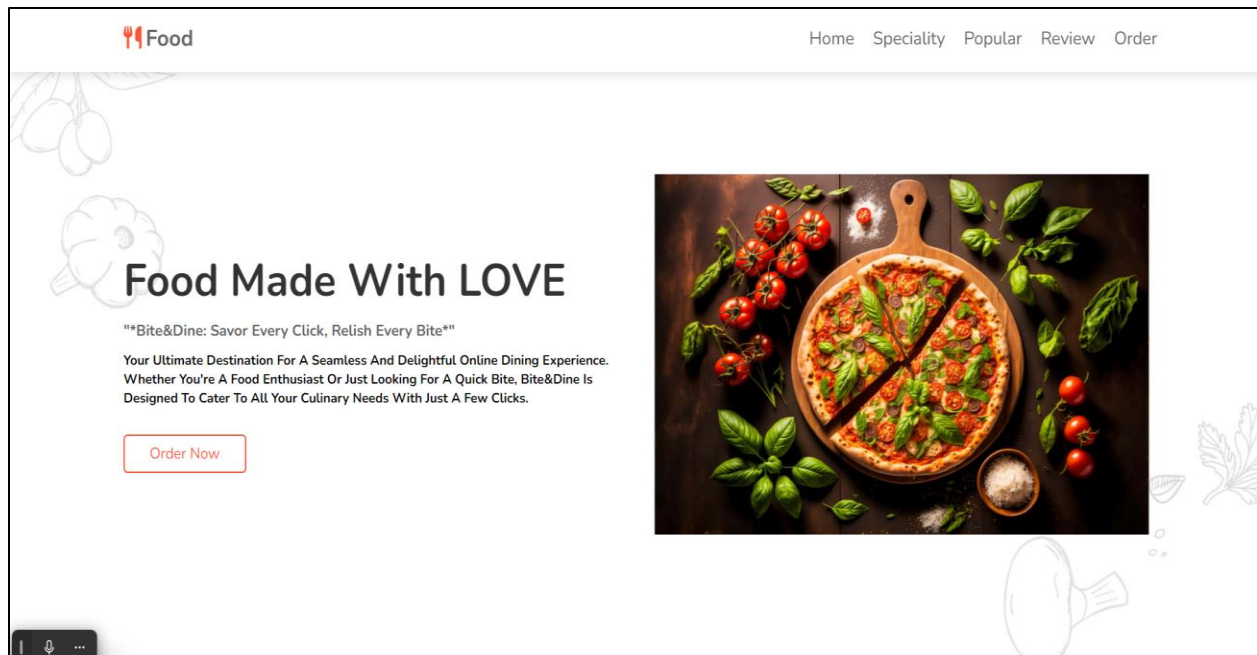 Food
Home Speciality Popular Review Order
Food Made With LOVE
"*Bite&Dine: Savor Every Click, Relish Every Bite*"
Your Ultimate Destination For A Seamless And Delightful Online Dining Experience.
Whether You're A Food Enthusiast Or Just Looking For A Quick Bite, Bite&Dine Is
Designed To Cater To All Your Culinary Needs With Just A Few Clicks.
Order Now